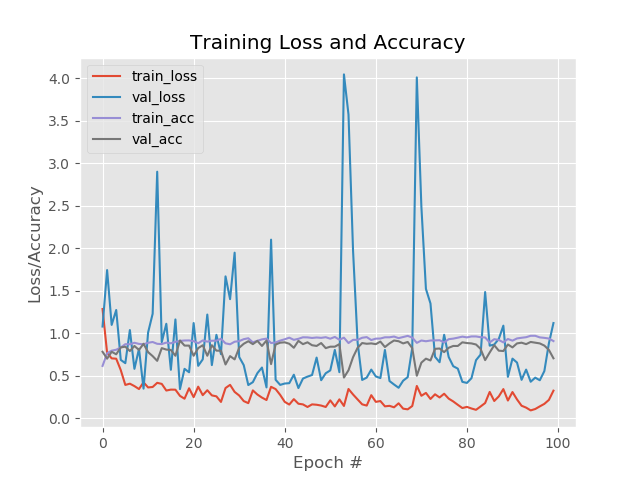 Training Loss and Accuracy
train_loss
val_loss
train_acc
val_acc
4.0
3.5
3.0
2.5
2.0
1.5
1.0
0.5
0.0
Loss/Accuracy
0 20 40 60 80 100
Epoch #